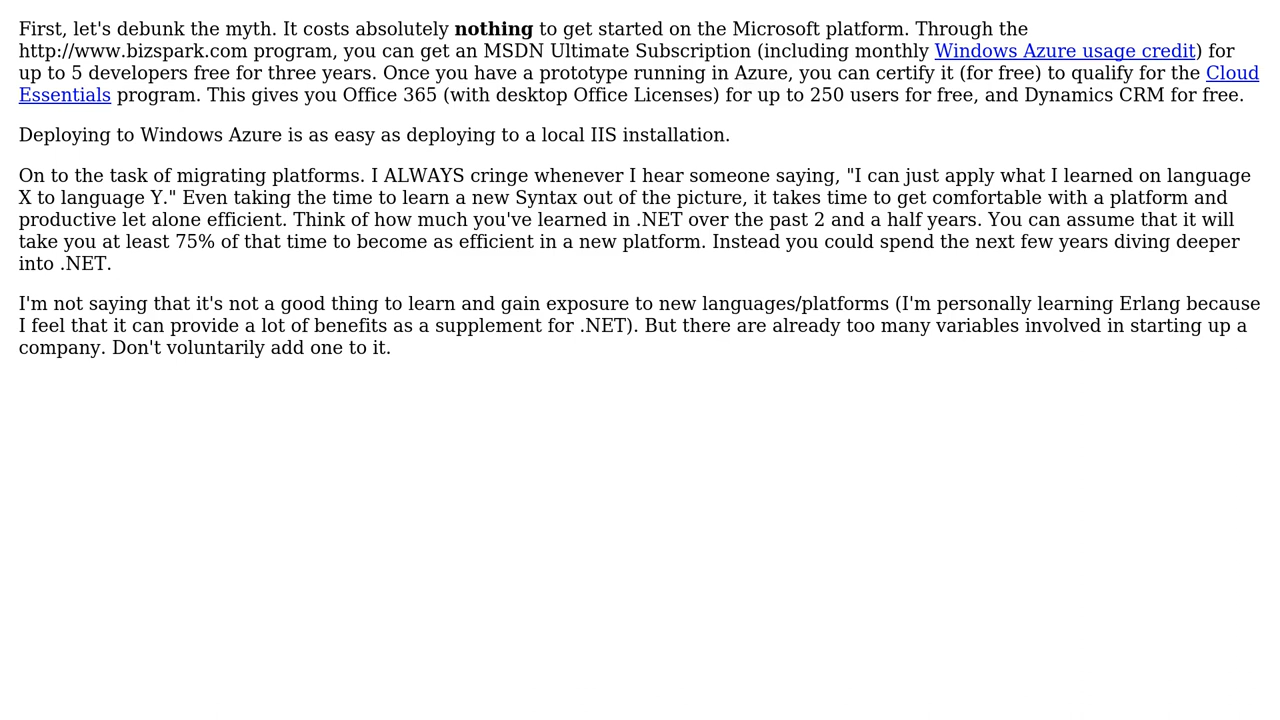 First, let's debunk the myth. It costs absolutely nothing to get started on the Microsoft platform. Through the
http://www.bizspark.com program, you can get an MSDN Ultimate Subscription (including monthly Windows Azure usage credit) for
up to 5 developers free for three years. Once you have a prototype running in Azure, you can certify it (for free) to qualify for the Cloud
Essentials program. This gives you Office 365 (with desktop Office Licenses) for up to 250 users for free, and Dynamics CRM for free.
Deploying to Windows Azure is as easy as deploying to a local IIS installation.
On to the task of migrating platforms. I ALWAYS cringe whenever I hear someone saying, "I can just apply what I learned on language
X to language Y." Even taking the time to learn a new Syntax out of the picture, it takes time to get comfortable with a platform and
productive let alone efficient. Think of how much you've learned in .NET over the past 2 and a half years. You can assume that it will
take you at least 75% of that time to become as efficient in a new platform. Instead you could spend the next few years diving deeper
into .NET.
I'm not saying that it's not a good thing to learn and gain exposure to new languages/platforms (I'm personally learning Erlang because
I feel that it can provide a lot of benefits as a supplement for .NET). But there are already too many variables involved in starting up a
company. Don't voluntarily add one to it.